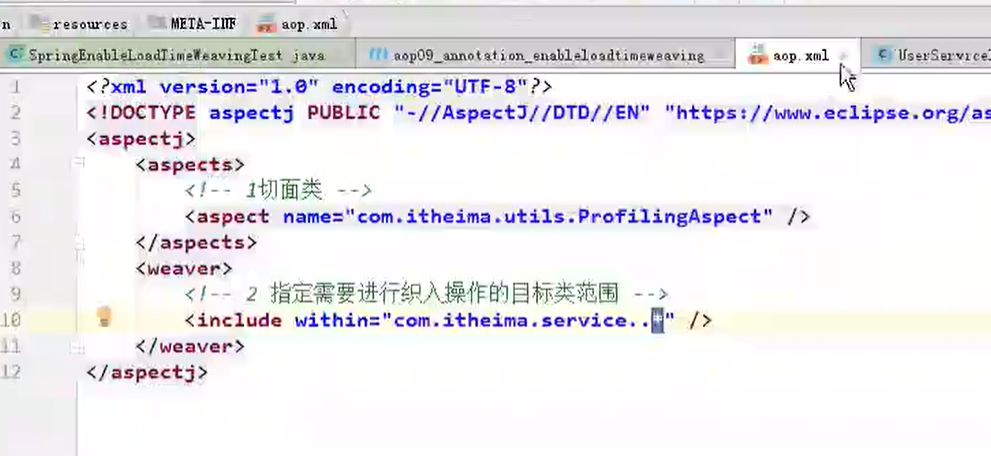 n resources META-INF aop.xml
SpringEnableLoadTimeWeavingTest java aop09_annotation_enableloadtimeweaving aop.xml UserServiceI
1 <?xml version="1.0" encoding="UTF-8"?>
2 <!DOCTYPE aspectj PUBLIC "-//AspectJ//DTD//EN" "https://www.eclipse.org/as
3 <aspectj>
4 <aspects>
5 <!-- 1切面类 -->
6 <aspect name="com.itheima.utils.ProfilingAspect" />
7 </aspects>
8 <weaver>
9 <!-- 2 指定需要进行织入操作的目标类范围 -->
10 <include within="com.itheima.service..*" />
11 </weaver>
12 </aspectj>